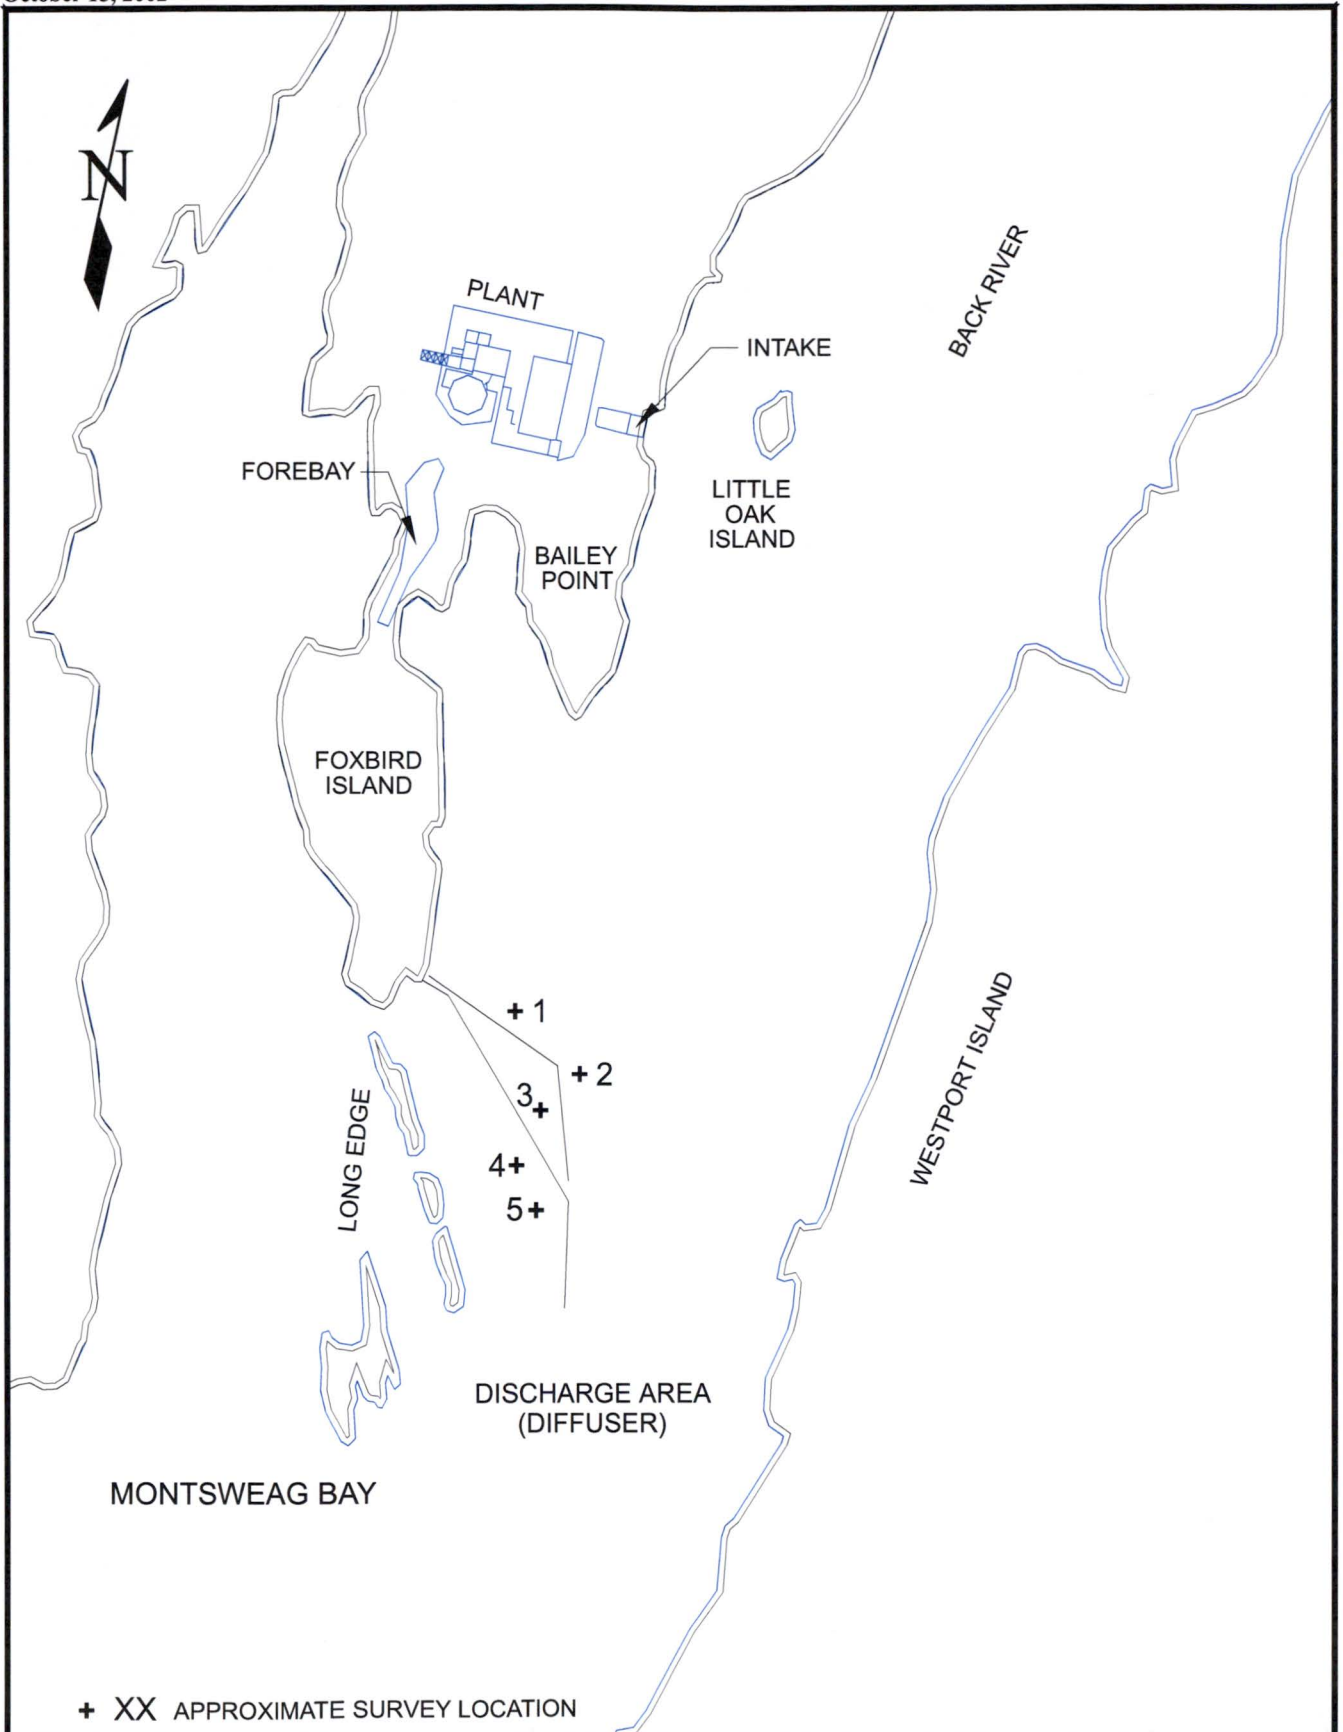 N
PLANT
INTAKE
BACK RIVER
FOREBAY
LITTLE
OAK
ISLAND
BAILEY
POINT
FOXBIRD
ISLAND
+ 1
+ 2
3+
4+
5+
LONG EDGE
WESTPORT ISLAND
DISCHARGE AREA
(DIFFUSER)
MONTSWEAG BAY
+ XX APPROXIMATE SURVEY LOCATION